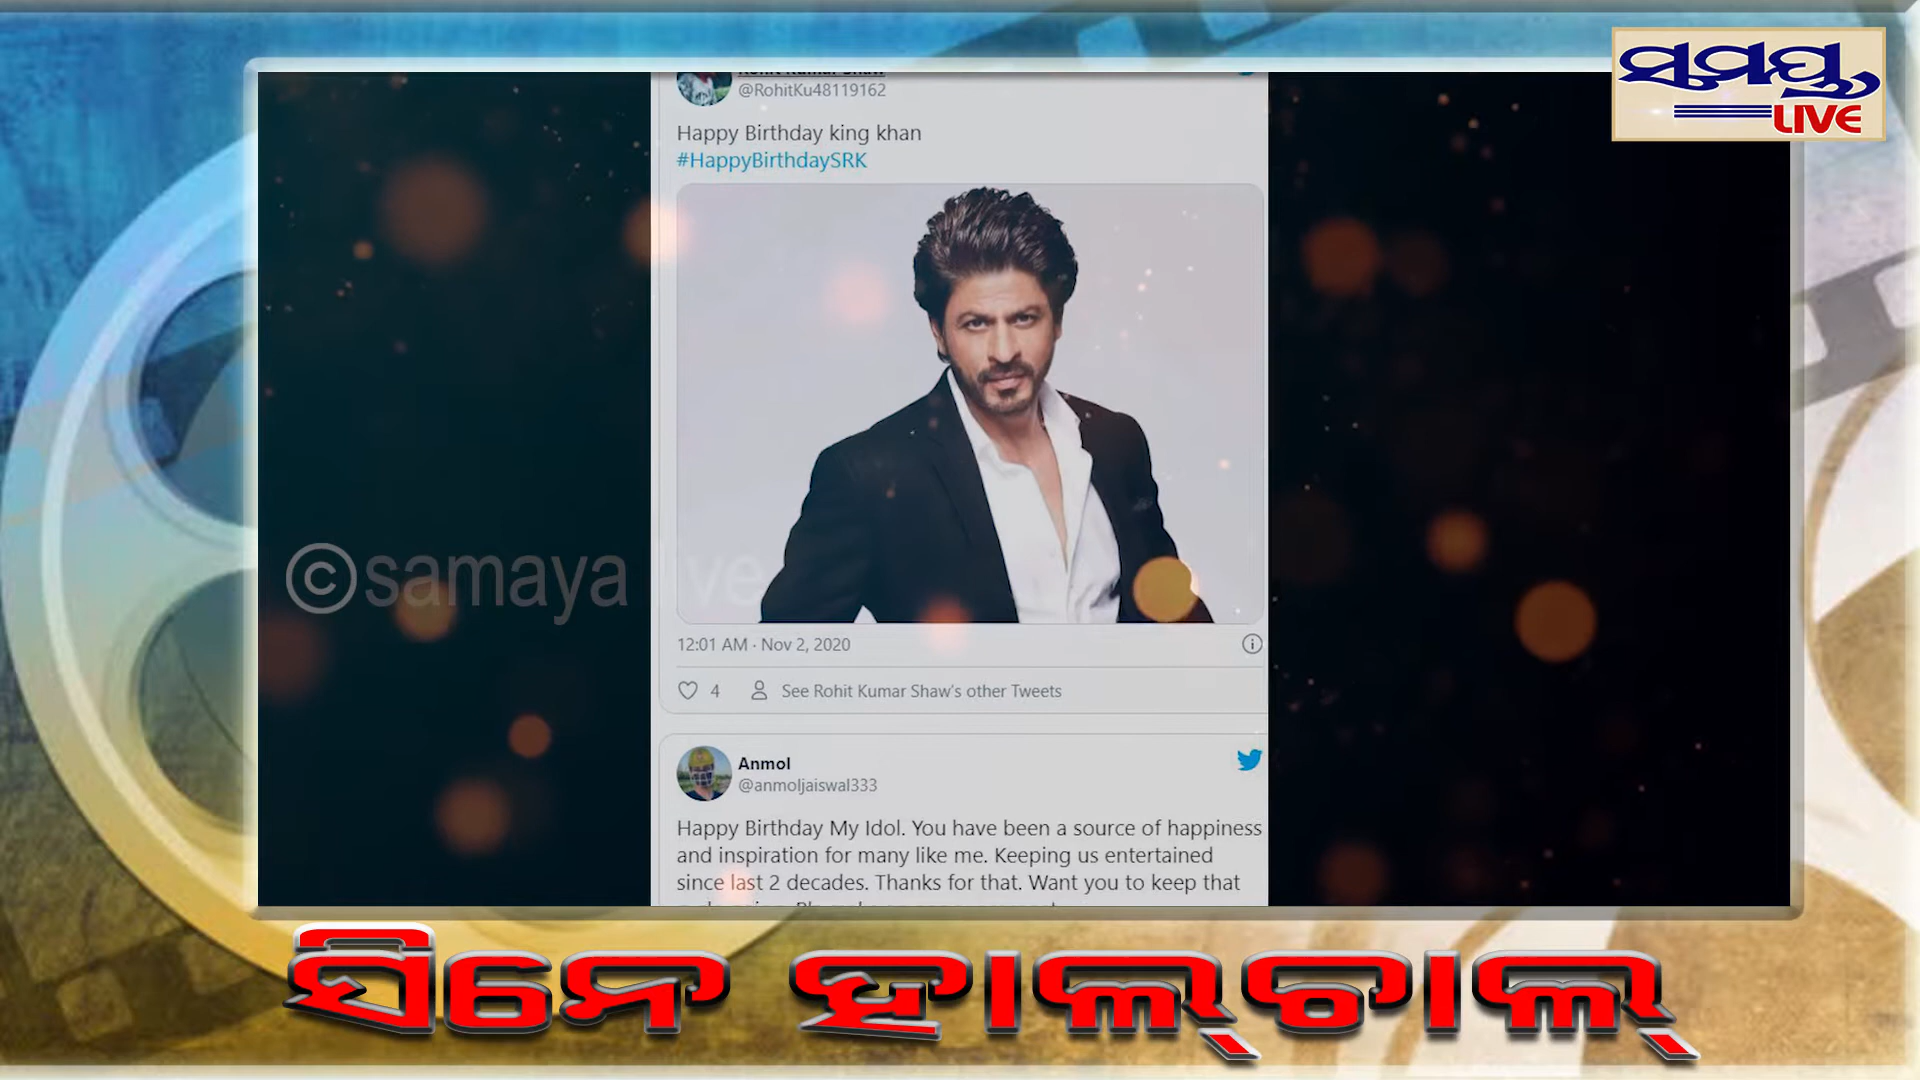 ସମୟ
LIVE
@RohitKu48119162
Happy Birthday king khan
#HappyBirthdaySRK
©samaya live
12:01 AM · Nov 2, 2020
4 See Rohit Kumar Shaw's other Tweets
Anmol
@anmoljaiswal333
Happy Birthday My Idol. You have been a source of happiness
and inspiration for many like me. Keeping us entertained
since last 2 decades. Thanks for that. Want you to keep that
ସିନେ ହାଲ୍‌ଚାଲ୍